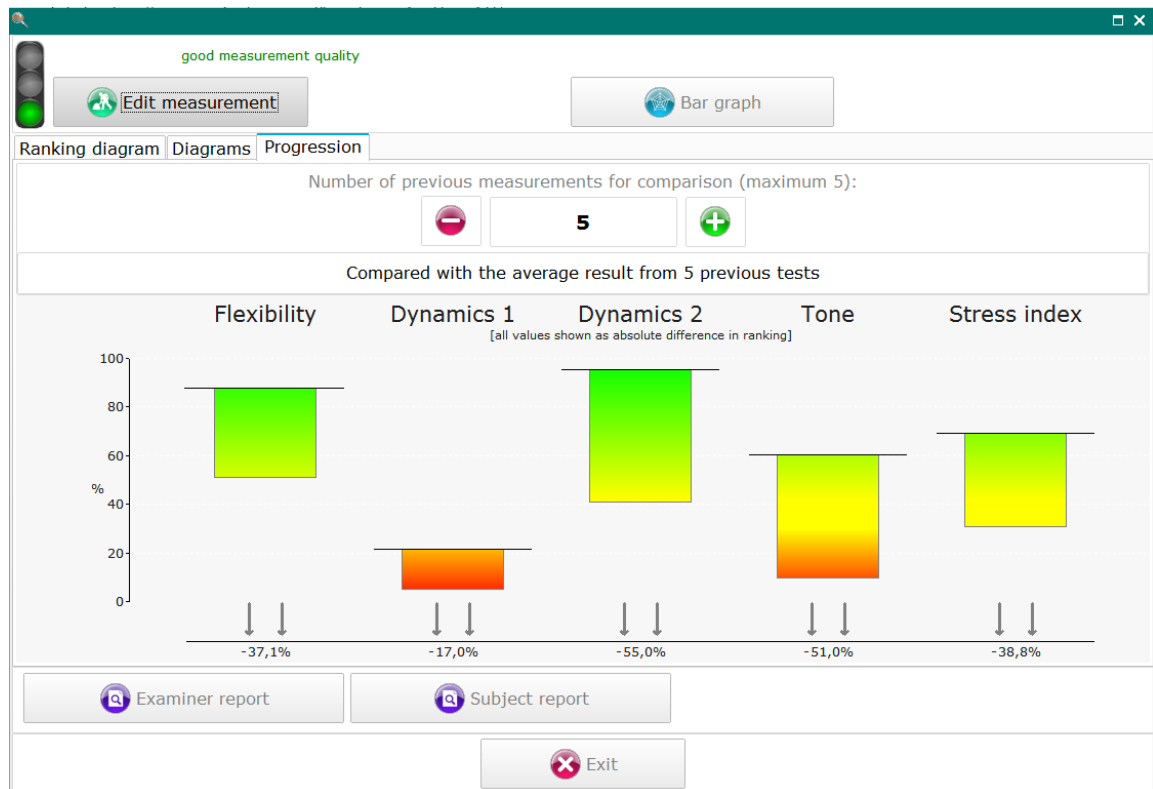 good measurement quality
Edit measurement
Bar graph
Ranking diagram Diagrams Progression
Number of previous measurements for comparison (maximum 5):
5
Compared with the average result from 5 previous tests
Flexibility Dynamics 1 Dynamics 2 Tone Stress index
[all values shown as absolute difference in ranking]
100
80
60
%
40
20
0
-37,1% -17,0% -55,0% -51,0% -38,8%
Examiner report Subject report
Exit